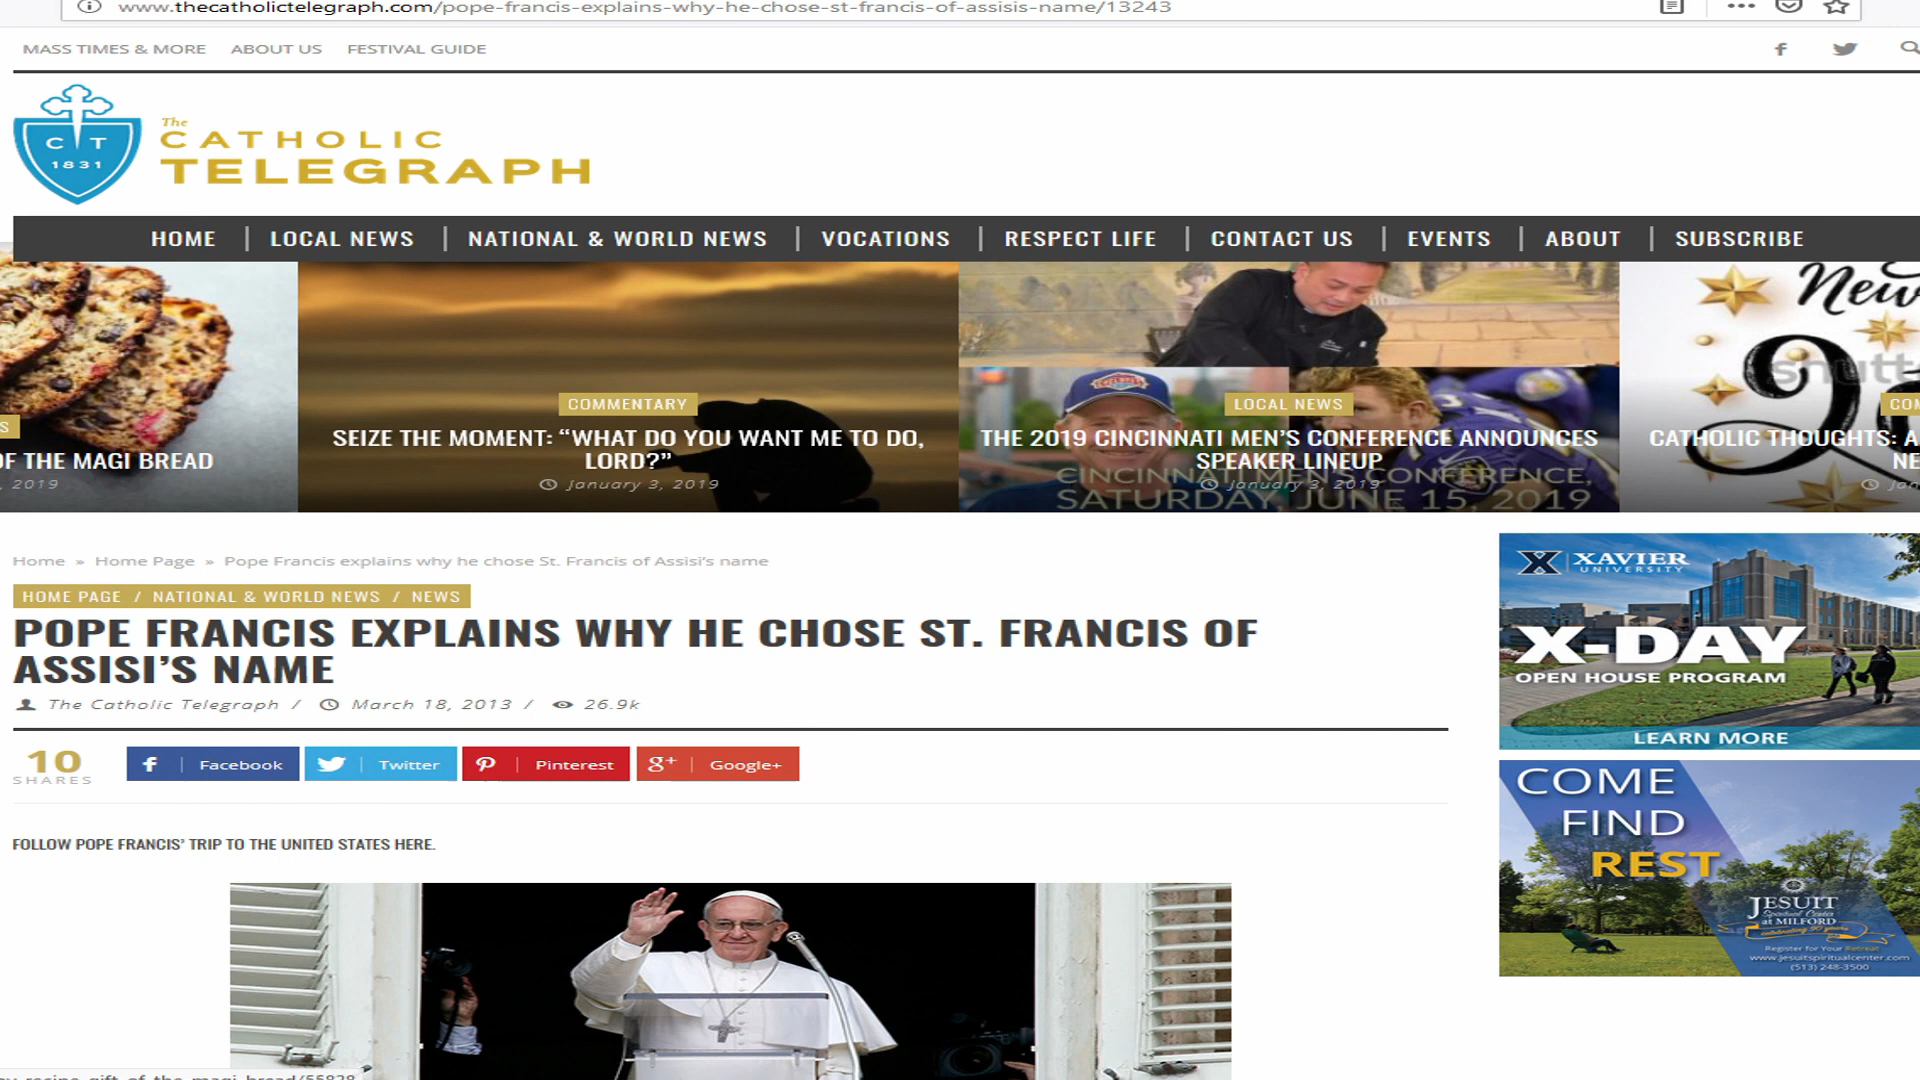 www.thecatholictelegraph.com/pope-francis-explains-why-he-chose-st-francis-of-assisis-name/13243
MASS TIMES & MORE ABOUT US FESTIVAL GUIDE
C T
1831
The
CATHOLIC
TELEGRAPH
HOME | LOCAL NEWS | NATIONAL & WORLD NEWS | VOCATIONS | RESPECT LIFE | CONTACT US | EVENTS | ABOUT | SUBSCRIBE
S
OF THE MAGI BREAD
, 2019
COMMENTARY
SEIZE THE MOMENT: “WHAT DO YOU WANT ME TO DO,
LORD?”
January 3, 2019
LOCAL NEWS
THE 2019 CINCINNATI MEN’S CONFERENCE ANNOUNCES
SPEAKER LINEUP
January 3, 2019
CINCINNATI MEN'S CONFERENCE,
SATURDAY, JUNE 15, 2019
New
shutt
COM
CATHOLIC THOUGHTS: A
NE
Jan
Home » Home Page » Pope Francis explains why he chose St. Francis of Assisi’s name
HOME PAGE / NATIONAL & WORLD NEWS / NEWS
POPE FRANCIS EXPLAINS WHY HE CHOSE ST. FRANCIS OF
ASSISI’S NAME
The Catholic Telegraph / March 18, 2013 / 26.9k
10
SHARES
f | Facebook
| Twitter
| Pinterest
g+ | Google+
FOLLOW POPE FRANCIS’ TRIP TO THE UNITED STATES HERE.
XAVIER
UNIVERSITY
X-DAY
OPEN HOUSE PROGRAM
LEARN MORE
COME
FIND
REST
JESUIT
Spiritual Center
at MILFORD
celebrating 90 years
Register for Your Retreat
www.jesuitspiritualcenter.com
(513) 248-3500